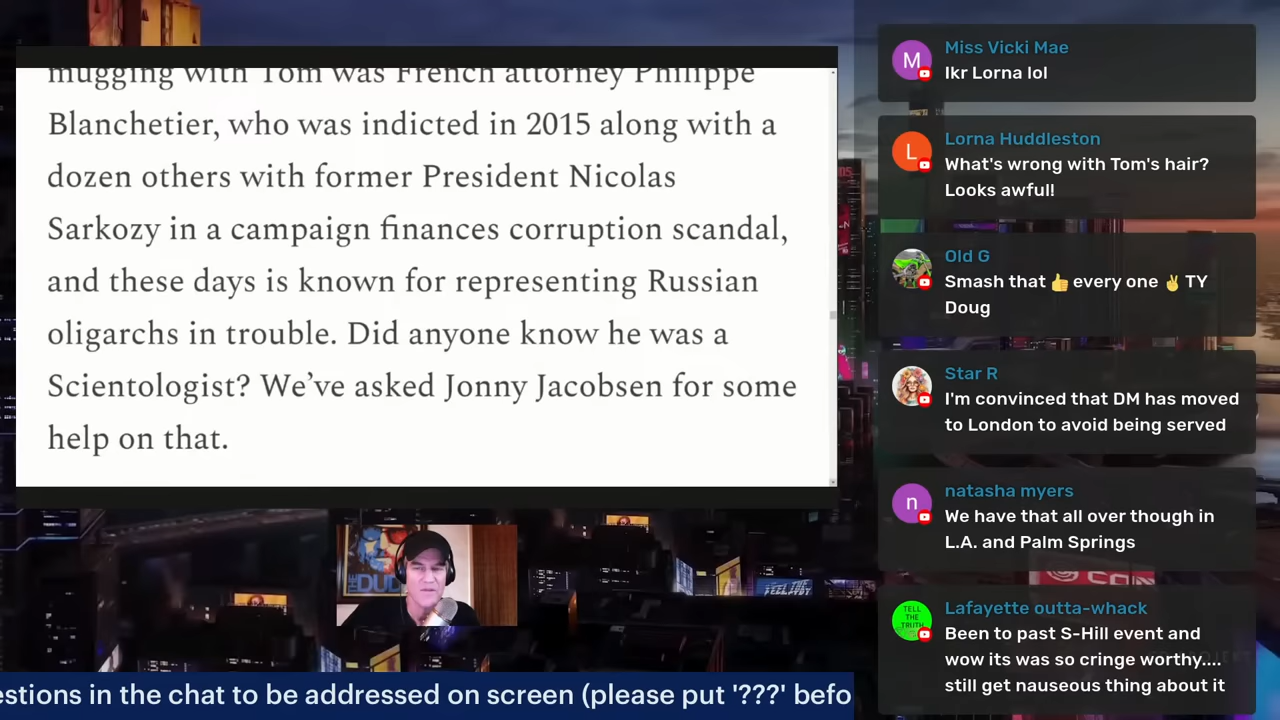 mugging with Tom was French attorney Philippe
Blanchetier, who was indicted in 2015 along with a
dozen others with former President Nicolas
Sarkozy in a campaign finances corruption scandal,
and these days is known for representing Russian
oligarchs in trouble. Did anyone know he was a
Scientologist? We’ve asked Jonny Jacobsen for some
help on that.
M
Miss Vicki Mae
Ikr Lorna lol
L
Lorna Huddleston
What's wrong with Tom's hair?
Looks awful!
Old G
Smash that 👍 every one ✌ TY
Doug
Star R
I'm convinced that DM has moved
to London to avoid being served
n
natasha myers
We have that all over though in
L.A. and Palm Springs
TELL
THE
TRUTH
Lafayette outta-whack
Been to past S-Hill event and
wow its was so cringe worthy....
still get nauseous thing about it
THE
DUD
estions in the chat to be addressed on screen (please put '???' befo